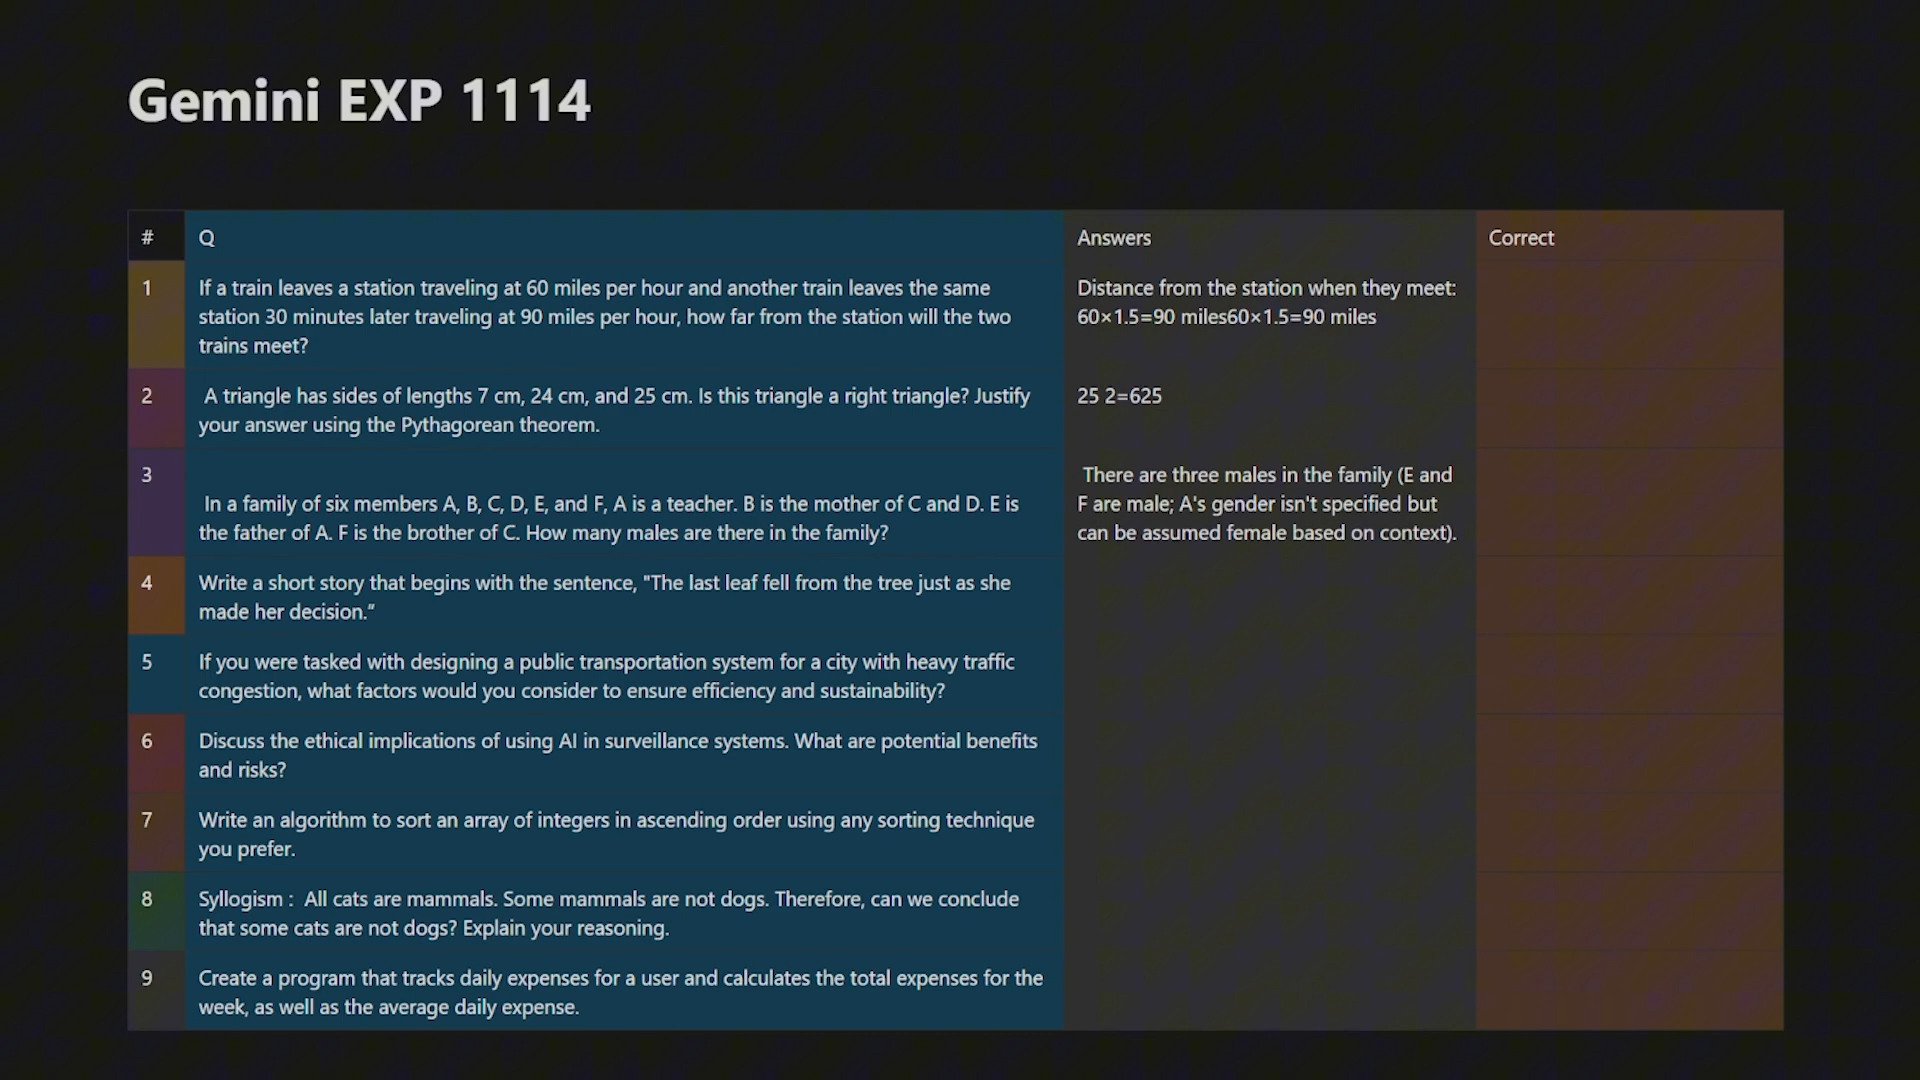 Gemini EXP 1114
# Q Answers Correct
1 If a train leaves a station traveling at 60 miles per hour and another train leaves the same
station 30 minutes later traveling at 90 miles per hour, how far from the station will the two
trains meet?
Distance from the station when they meet:
60×1.5=90 miles60×1.5=90 miles
2 A triangle has sides of lengths 7 cm, 24 cm, and 25 cm. Is this triangle a right triangle? Justify
your answer using the Pythagorean theorem.
25 2=625
3
In a family of six members A, B, C, D, E, and F, A is a teacher. B is the mother of C and D. E is
the father of A. F is the brother of C. How many males are there in the family?
There are three males in the family (E and
F are male; A's gender isn't specified but
can be assumed female based on context).
4 Write a short story that begins with the sentence, "The last leaf fell from the tree just as she
made her decision.”
5 If you were tasked with designing a public transportation system for a city with heavy traffic
congestion, what factors would you consider to ensure efficiency and sustainability?
6 Discuss the ethical implications of using AI in surveillance systems. What are potential benefits
and risks?
7 Write an algorithm to sort an array of integers in ascending order using any sorting technique
you prefer.
8 Syllogism : All cats are mammals. Some mammals are not dogs. Therefore, can we conclude
that some cats are not dogs? Explain your reasoning.
9 Create a program that tracks daily expenses for a user and calculates the total expenses for the
week, as well as the average daily expense.